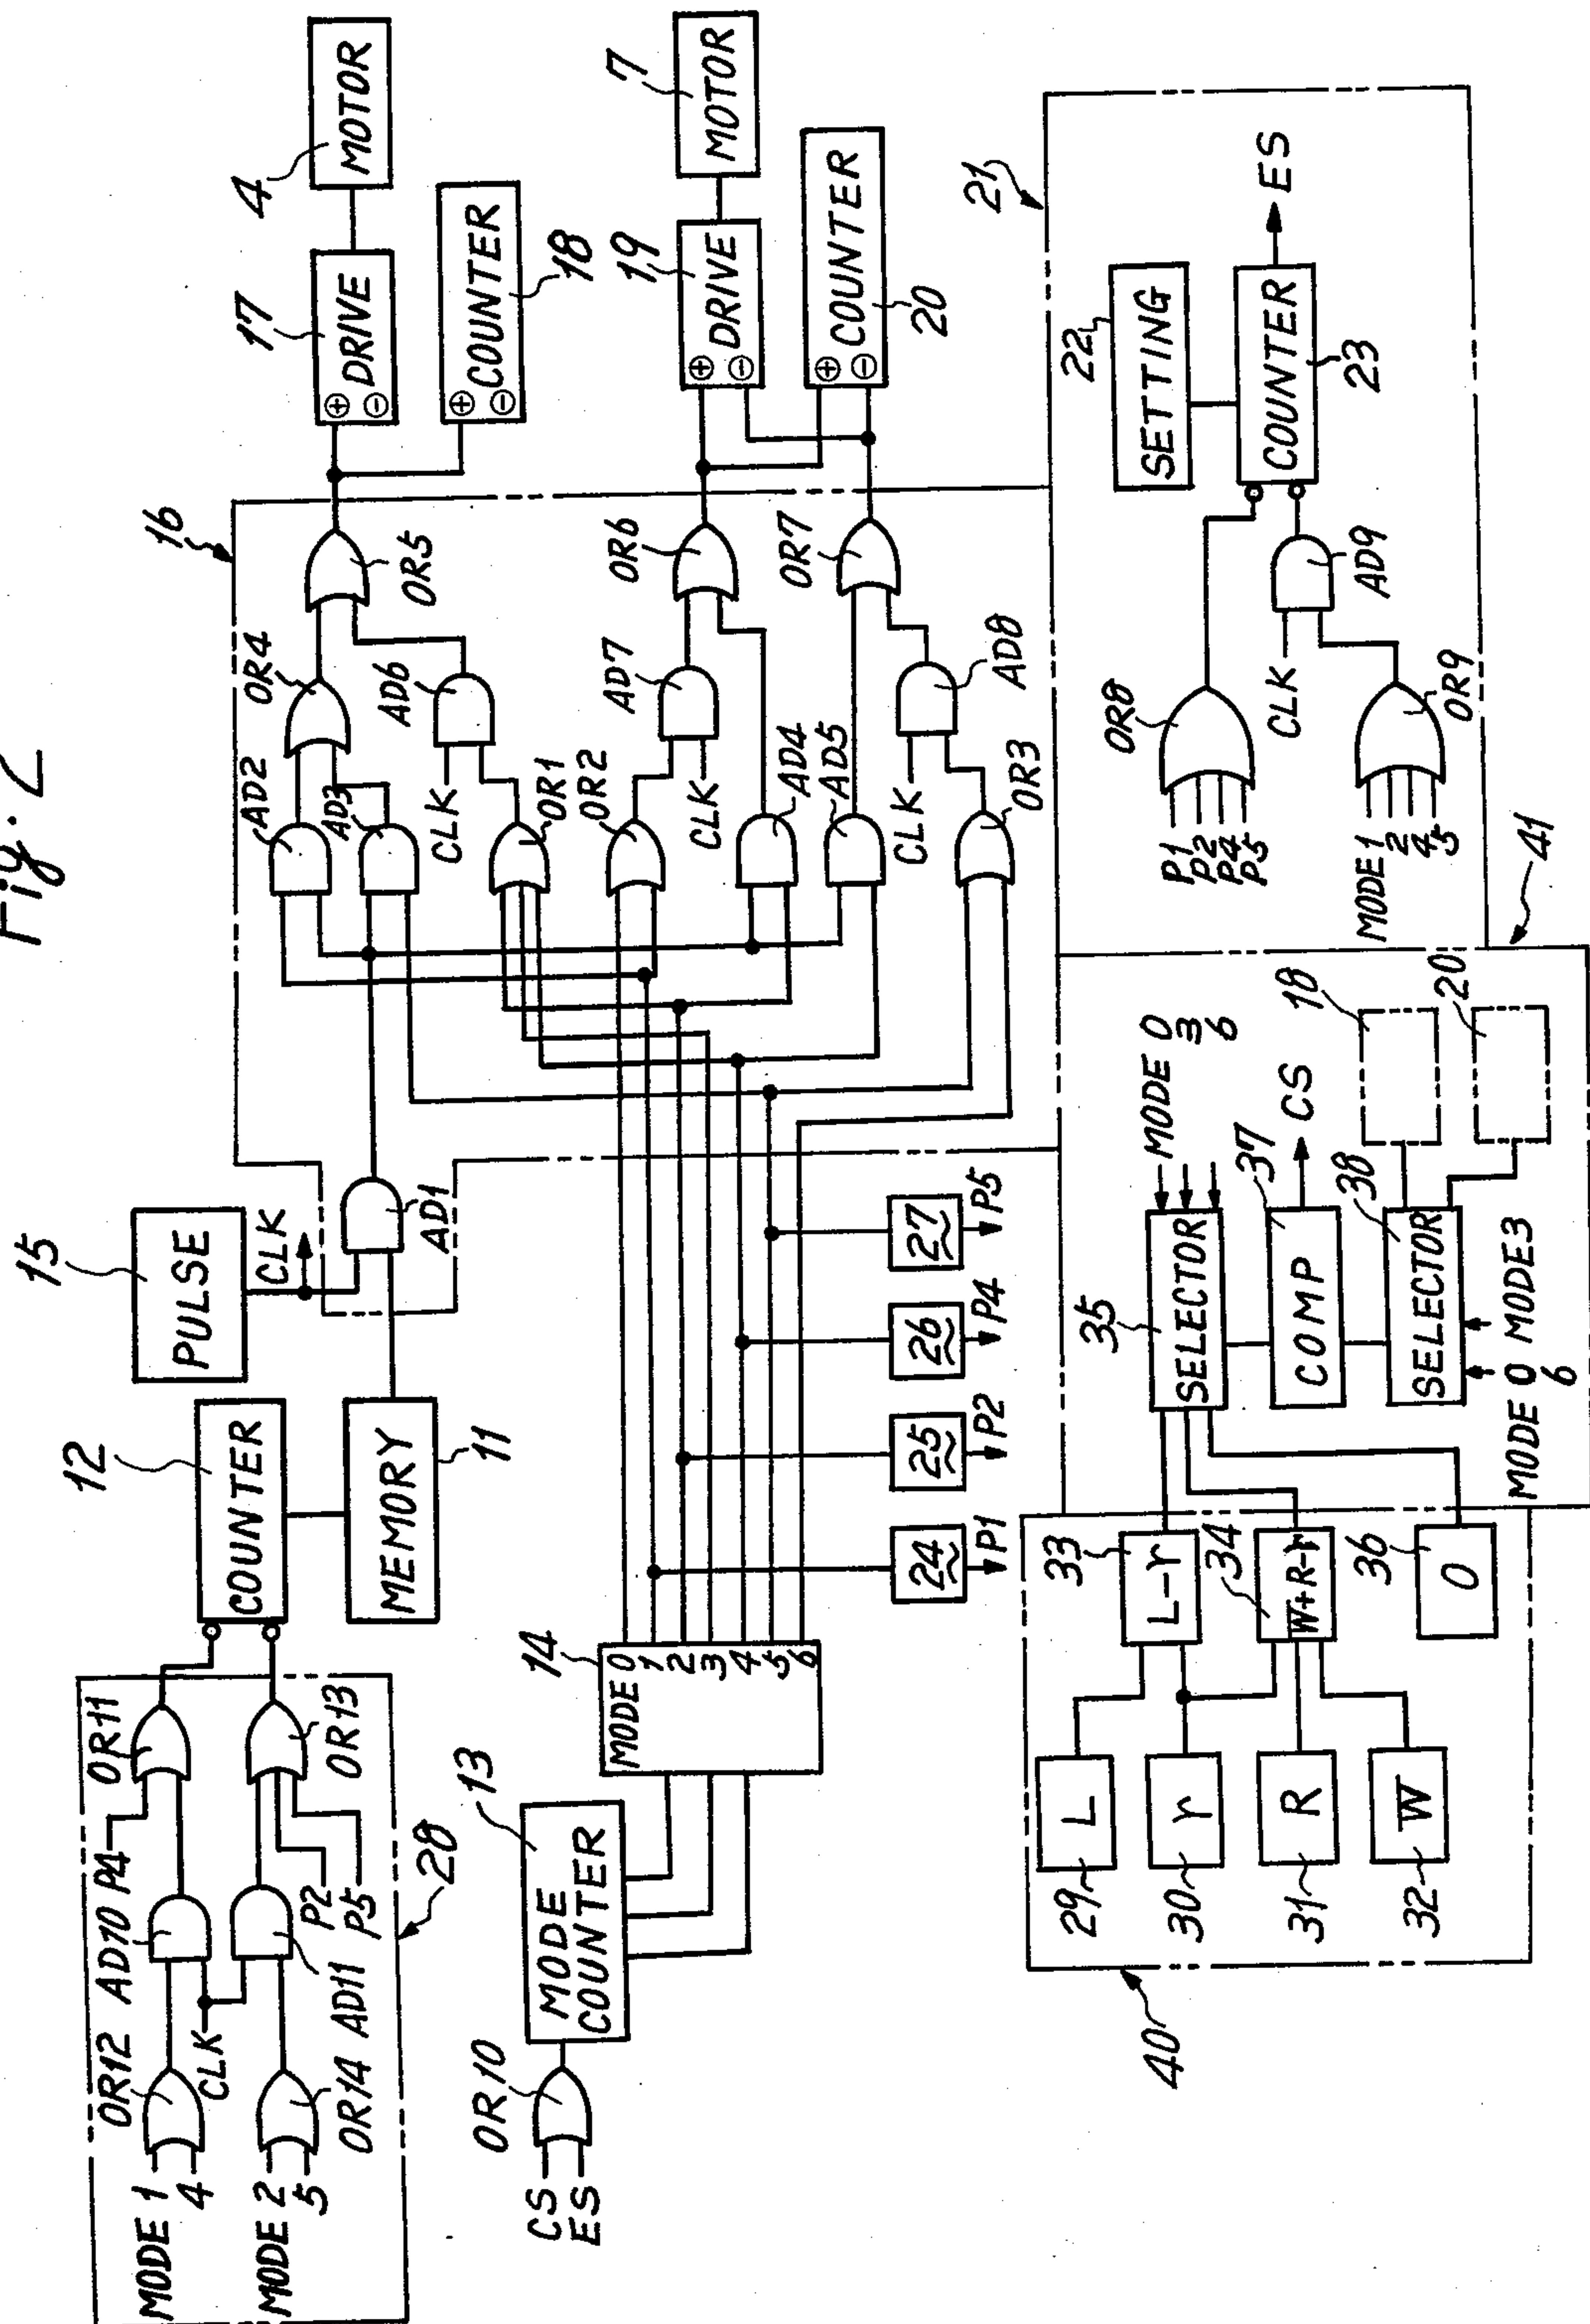 Fig. 2
15
PULSE
CLK
12
COUNTER
MEMORY
11
AD1
MODE 1
4
MODE 2
5
OR12
AD10
P4
OR11
CLK
OR14
AD11
P2
P5
OR13
28
CS
ES
OR10
13
MODE COUNTER
14
MODE 0
1
2
3
4
5
6
24
P1
25
P2
26
P4
27
P5
16
AD2
AD3
OR4
OR5
AD6
CLK
OR1
OR2
AD7
CLK
OR6
AD4
AD5
OR7
CLK
AD8
OR3
17
DRIVE
⊕
⊖
4
MOTOR
⊕
⊖
COUNTER
18
19
DRIVE
⊕
⊖
7
MOTOR
⊕
⊖
COUNTER
20
40
29
L
30
r
31
R
32
W
33
L-r
34
W+R-r
36
0
35
SELECTOR
MODE 0
3
6
37
COMP
CS
38
SELECTOR
MODE 0
6
MODE3
18
20
41
21
P1
P2
P4
P5
OR8
MODE 1
2
4
5
OR9
CLK
AD9
22
SETTING
COUNTER
23
ES